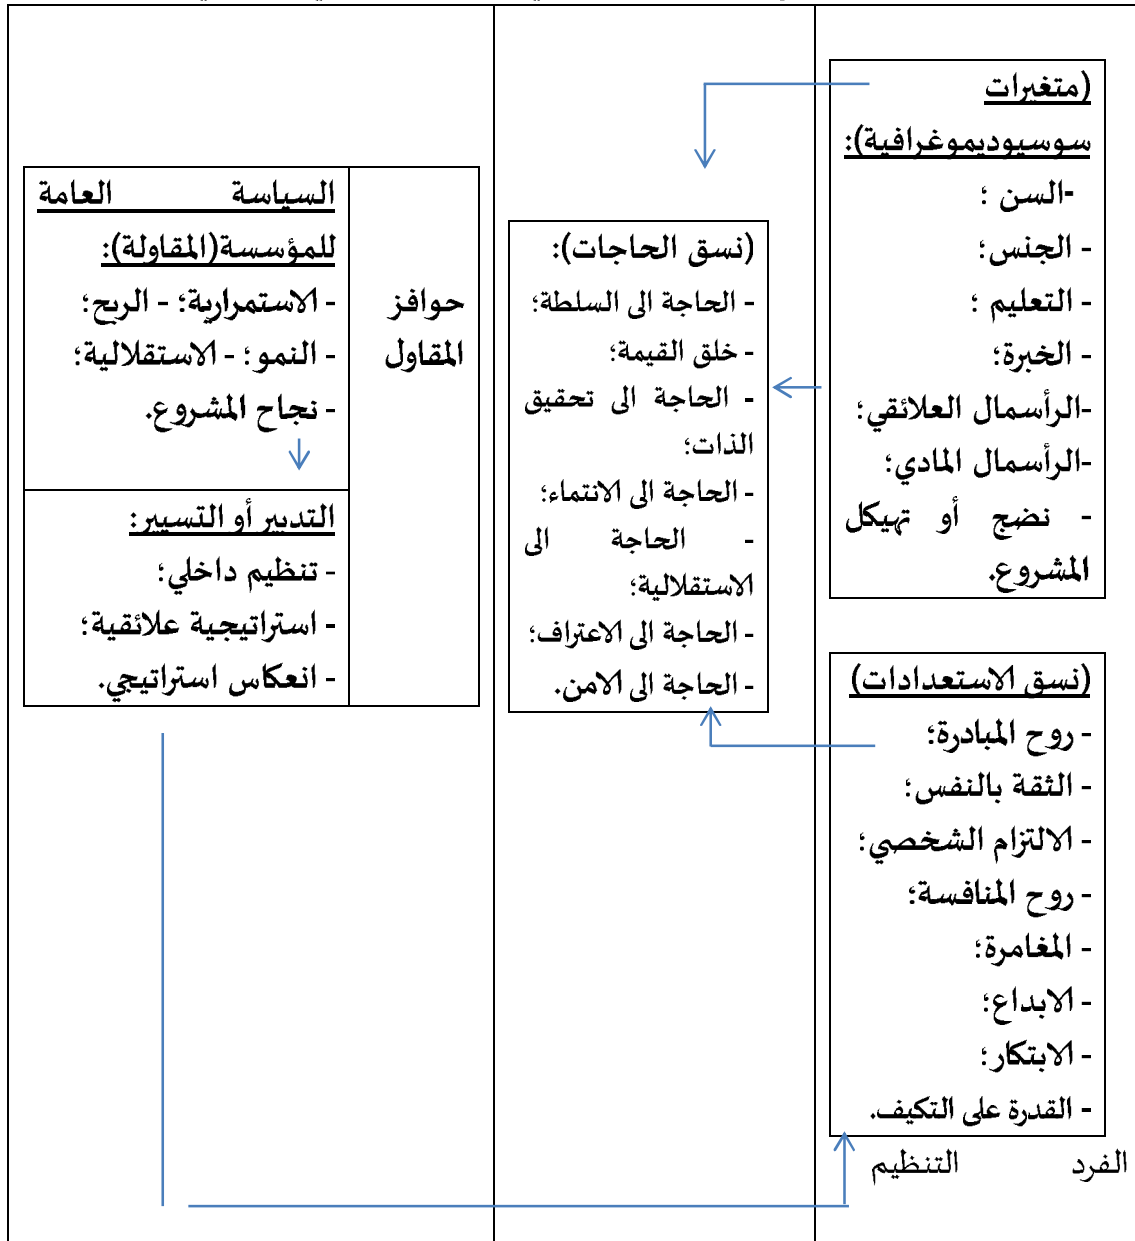 (متغيرات
سوسيوديموغرافية):
-السن ؛
- الجنس؛
- التعليم ؛
- الخبرة؛
-الرأسمال العلائقي؛
-الرأسمال المادي؛
- نضج أو تهيكل
المشروع.
(نسق الاستعدادات)
- روح المبادرة؛
- الثقة بالنفس؛
- الالتزام الشخصي؛
- روح المنافسة؛
- المغامرة؛
- الابداع؛
- الابتكار؛
- القدرة على التكيف.
الفرد التنظيم
(نسق الحاجات):
- الحاجة الى السلطة؛
- خلق القيمة؛
- الحاجة الى تحقيق
الذات؛
- الحاجة الى الانتماء؛
- الحاجة الى
الاستقلالية؛
- الحاجة الى الاعتراف؛
- الحاجة الى الامن.
حوافز
المقاول
السياسة العامة
للمؤسسة(المقاولة):
- الاستمرارية؛ - الربح؛
- النمو؛ - الاستقلالية؛
- نجاح المشروع.
التدبير أو التسيير:
- تنظيم داخلي؛
- استراتيجية علائقية؛
- انعكاس استراتيجي.